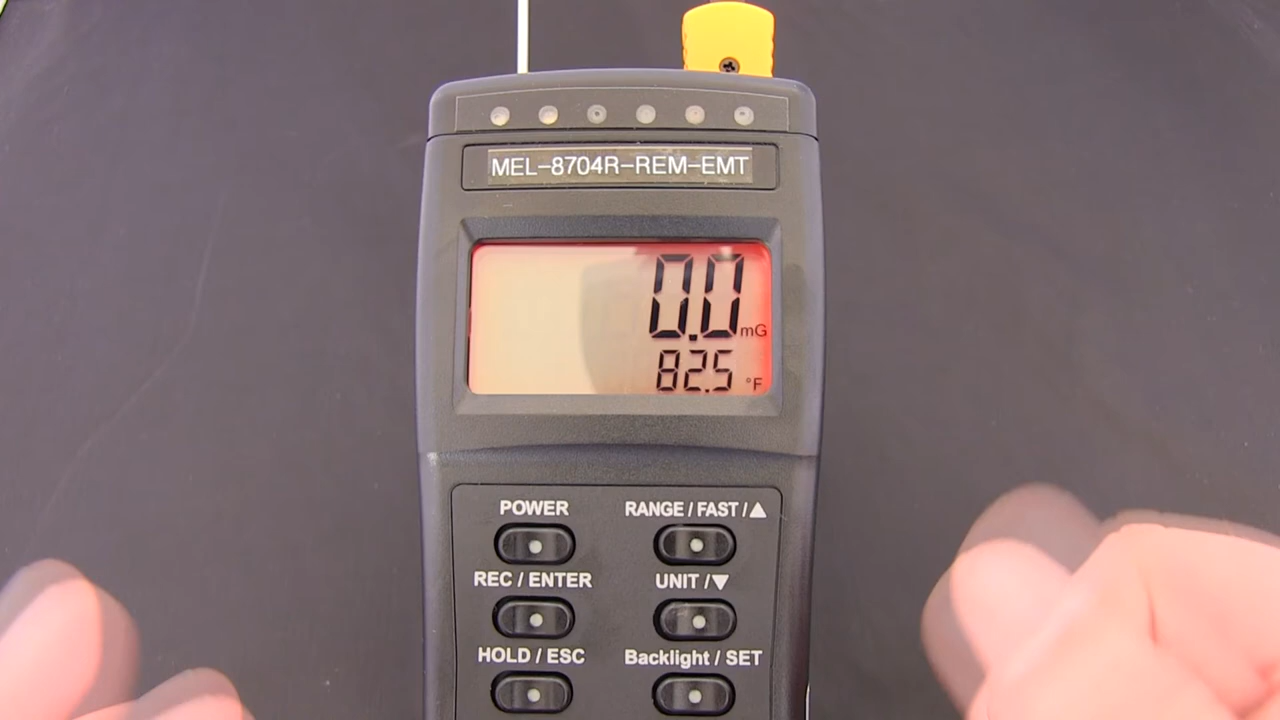 MEL-8704R-REM-EMT
0.0 mG
82.5 °F
POWER RANGE / FAST / ▲
REC / ENTER UNIT / ▼
HOLD / ESC Backlight / SET